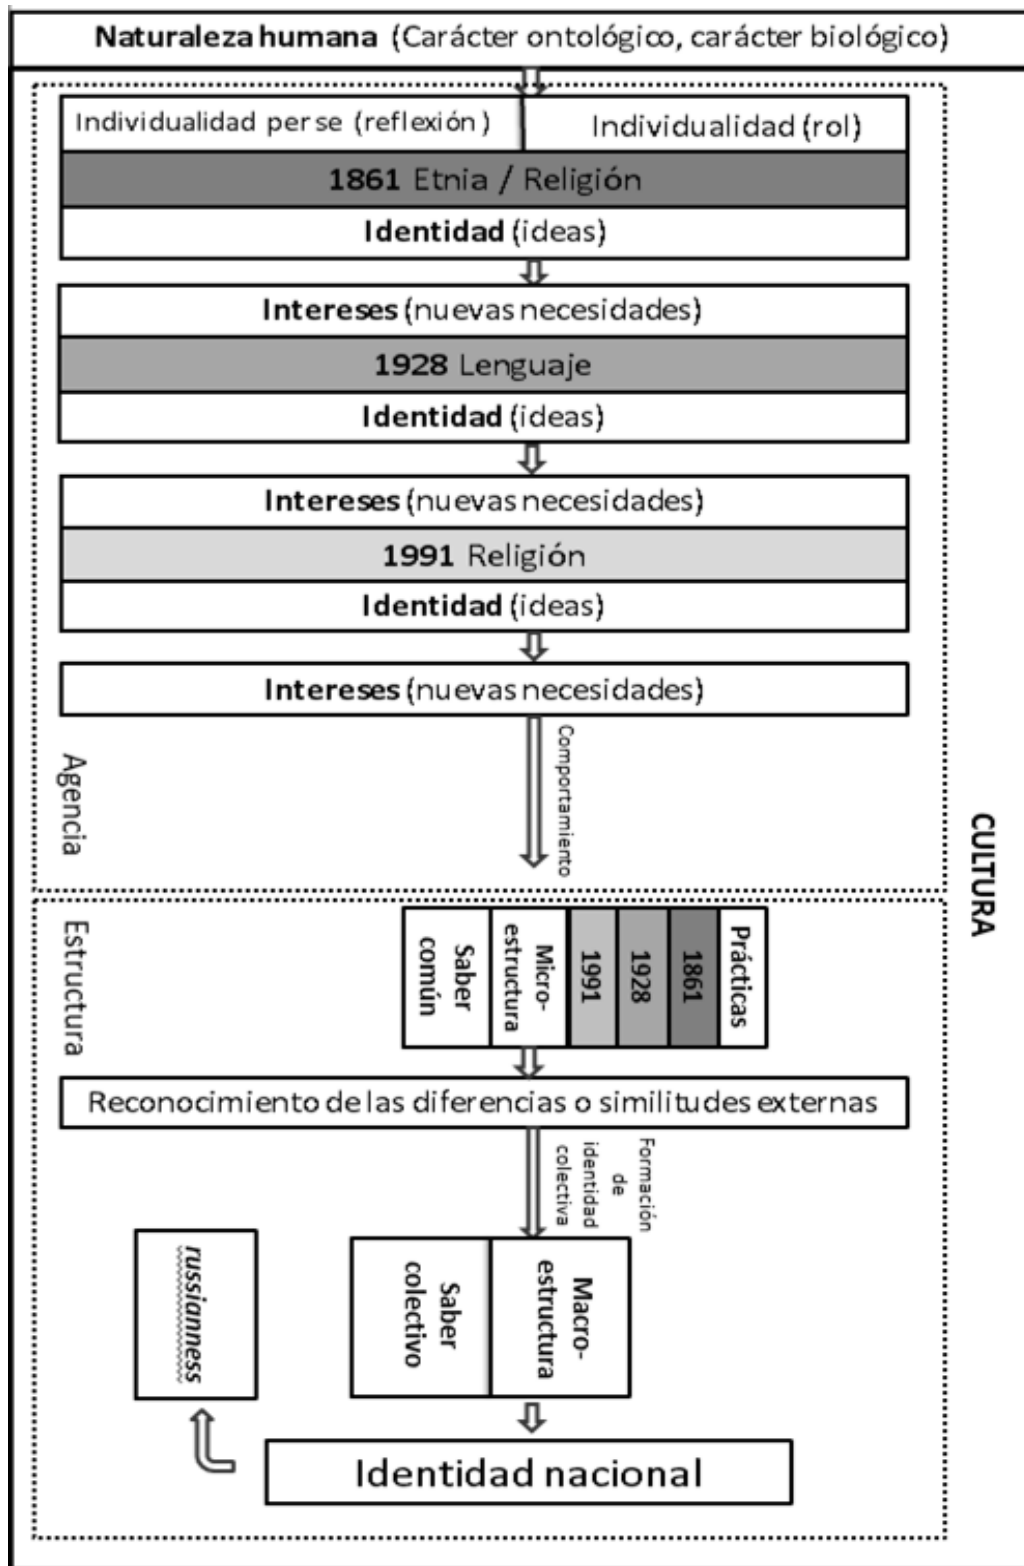 Naturaleza humana (Carácter ontológico, carácter biológico)
Individualidad per se (reflexión)
Individualidad (rol)
1861 Etnia / Religión
Identidad (ideas)
Intereses (nuevas necesidades)
1928 Lenguaje
Identidad (ideas)
Intereses (nuevas necesidades)
1991 Religión
Identidad (ideas)
Intereses (nuevas necesidades)
Comportamiento
Agencia
CULTURA
Estructura
Prácticas
1861
1928
1991
Micro-
estructura
Saber
común
Reconocimiento de las diferencias o similitudes externas
Formación
de
identidad
colectiva
Macro-
estructura
Saber
colectivo
russianness
Identidad nacional